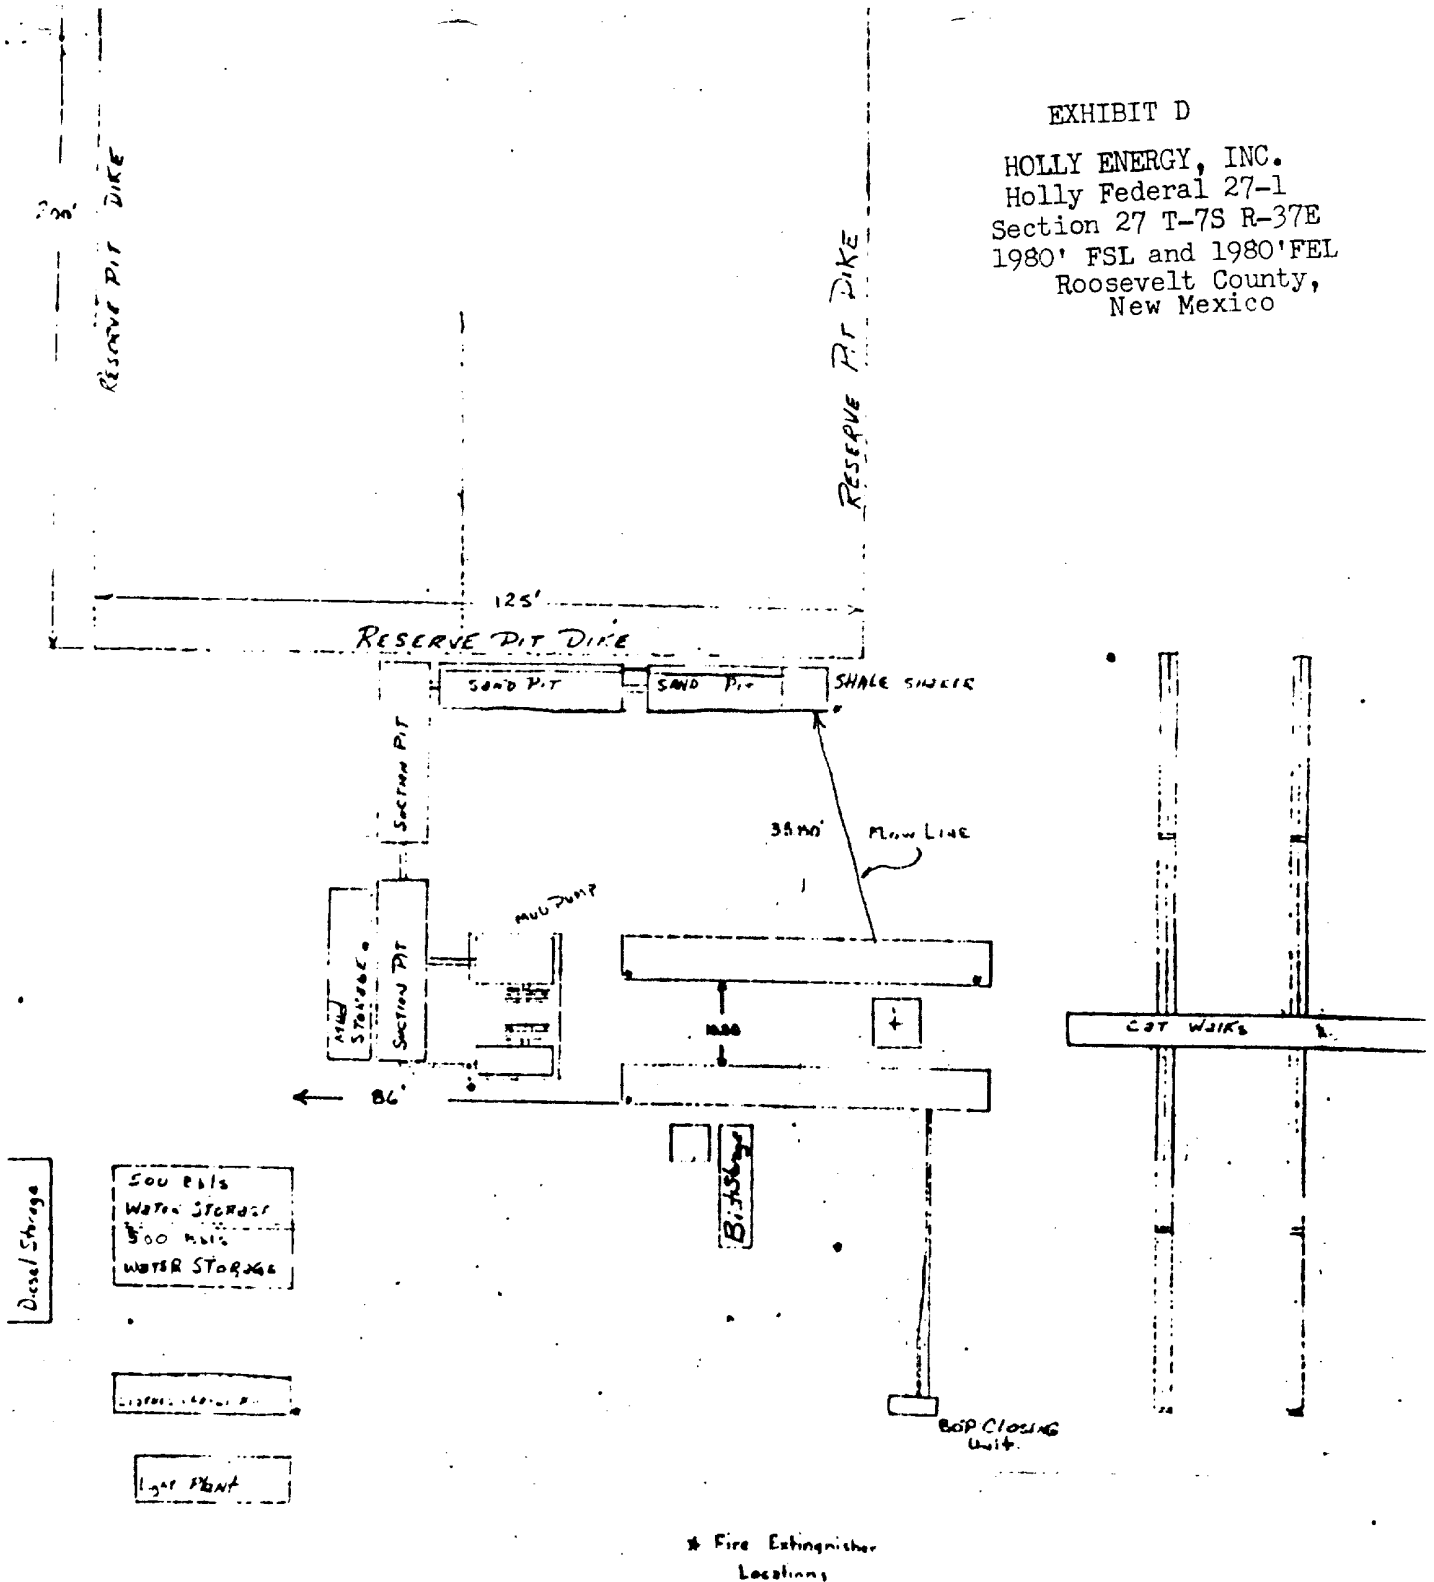 EXHIBIT D
HOLLY ENERGY, INC.
Holly Federal 27-1
Section 27 T-7S R-37E
1980' FSL and 1980'FEL
Roosevelt County,
New Mexico
200'
RESERVE PIT DIKE
RESERVE PIT DIKE
125'
RESERVE PIT DIKE
SAND PIT
SAND PIT
SHALE
SUCTION PIT
LINE
MUD PUMP
MUD
STORAGE
SUCTION PIT
CAT WALKS
86'
Bit Storage
Diesel Storage
500 Bbls
WATER STORAGE
500 Bbls
WATER STORAGE
Light PLANT
BOP CLOSING
Unit.
* Fire Extinguisher
Locations